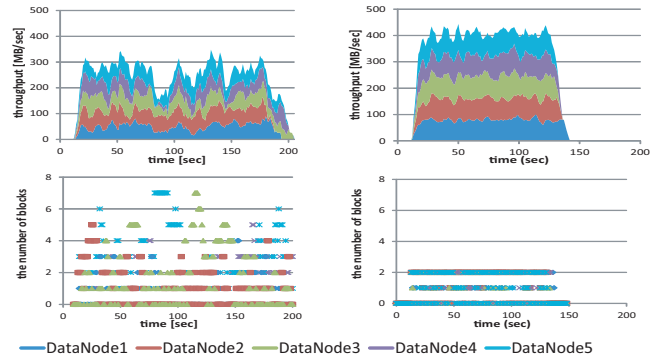 throughput [MB/sec]
500
400
300
200
100
0
0 50 100 150 200
time [sec]
throughput [MB/sec]
500
400
300
200
100
0
0 50 100 150 200
time [sec]
the number of blocks
8
6
4
2
0
0 50 100 150 200
time [sec]
the number of blocks
8
6
4
2
0
0 50 100 150 200
time (sec)
DataNode1 DataNode2 DataNode3 DataNode4 DataNode5